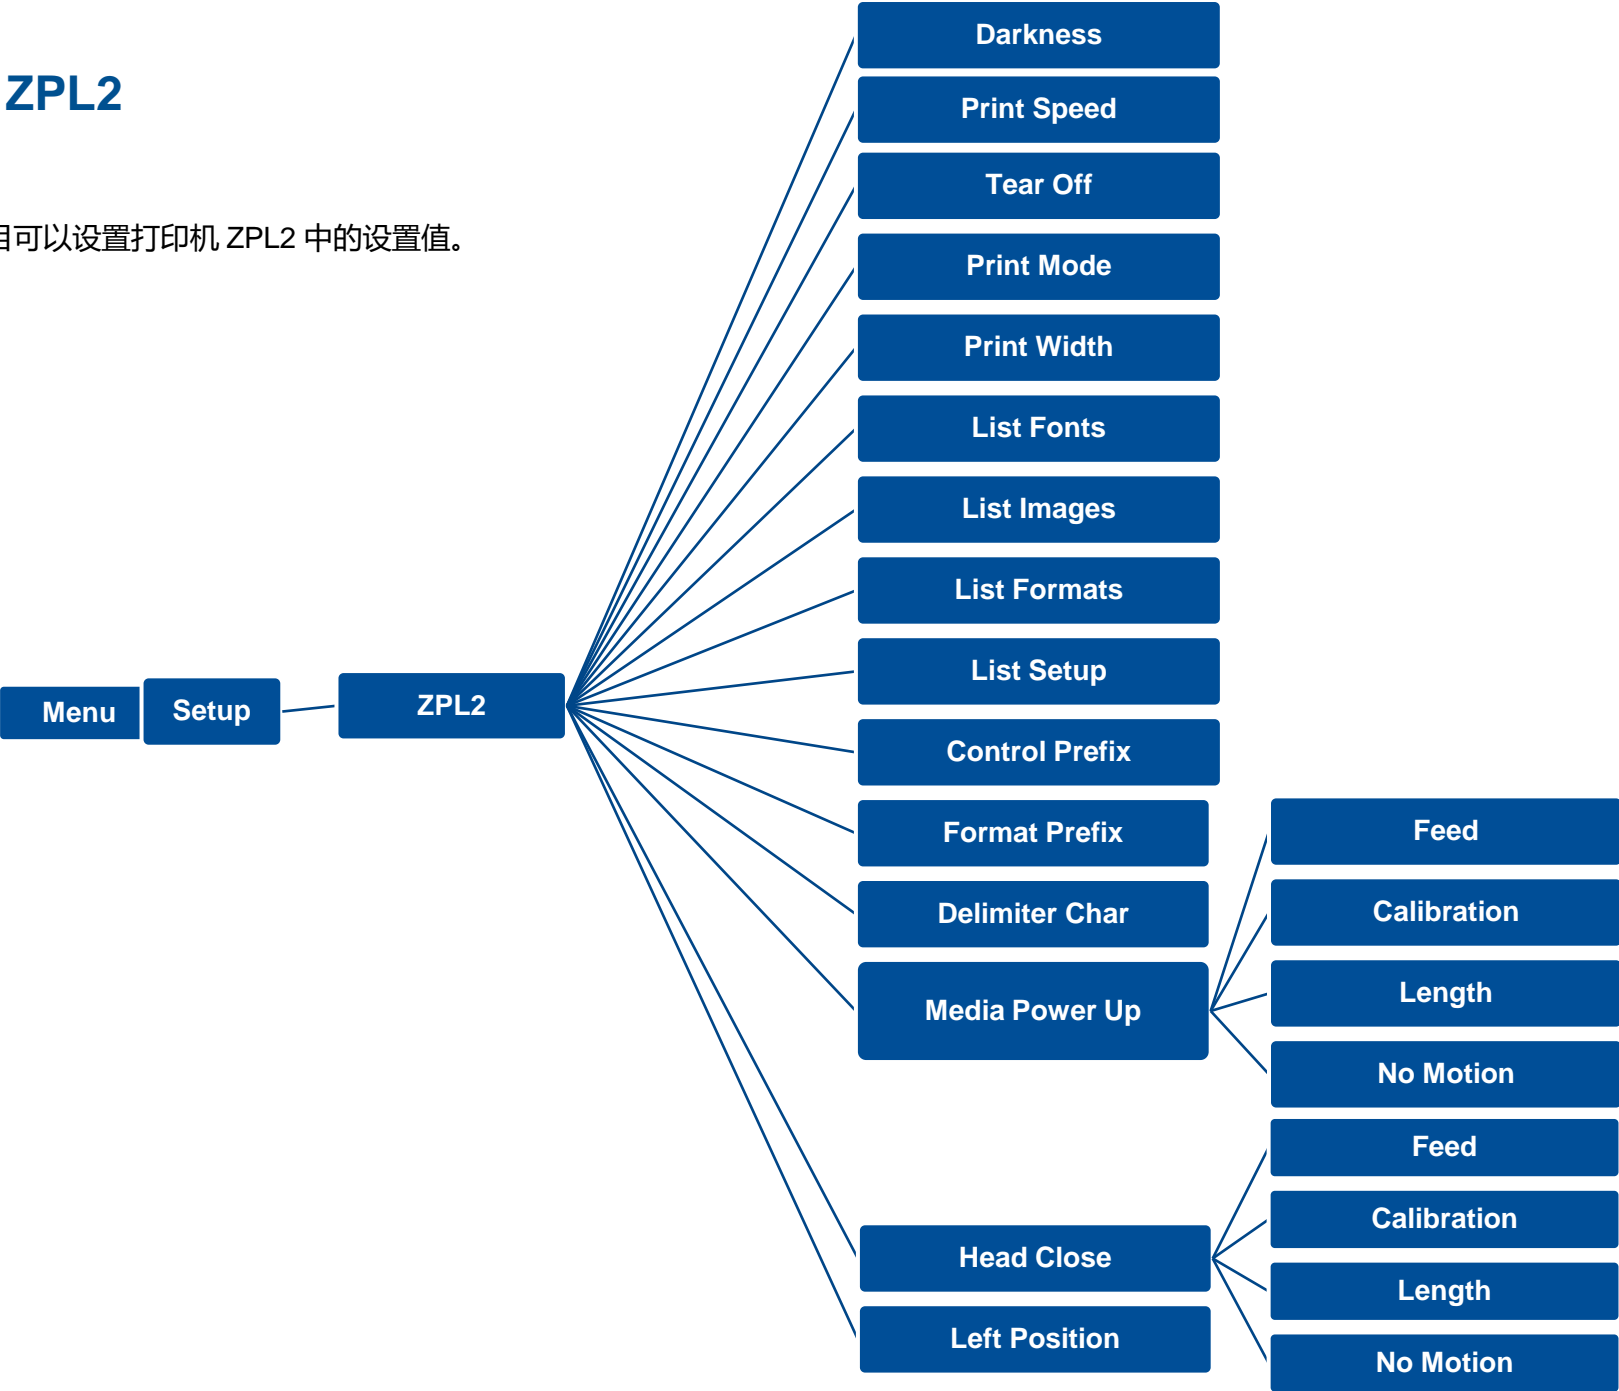 ZPL2
可以设置打印机 ZPL2 中的设置值。
Menu
Setup
ZPL2
Darkness
Print Speed
Tear Off
Print Mode
Print Width
List Fonts
List Images
List Formats
List Setup
Control Prefix
Format Prefix
Delimiter Char
Media Power Up
Feed
Calibration
Length
No Motion
Head Close
Feed
Calibration
Length
No Motion
Left Position